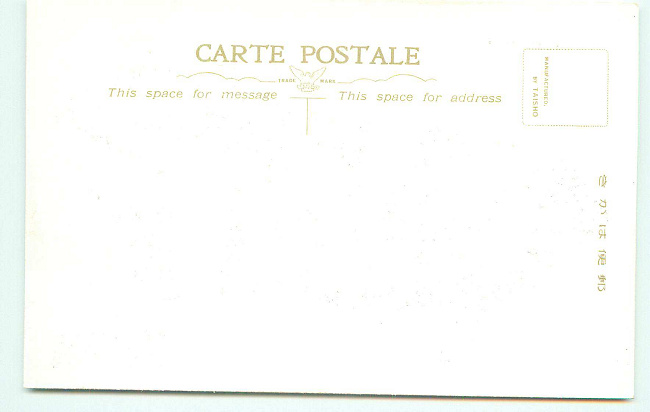 CARTE POSTALE
TRADE MARK
This space for message
This space for address
MANUFACTURED
BY TAISHO
きかは便郵